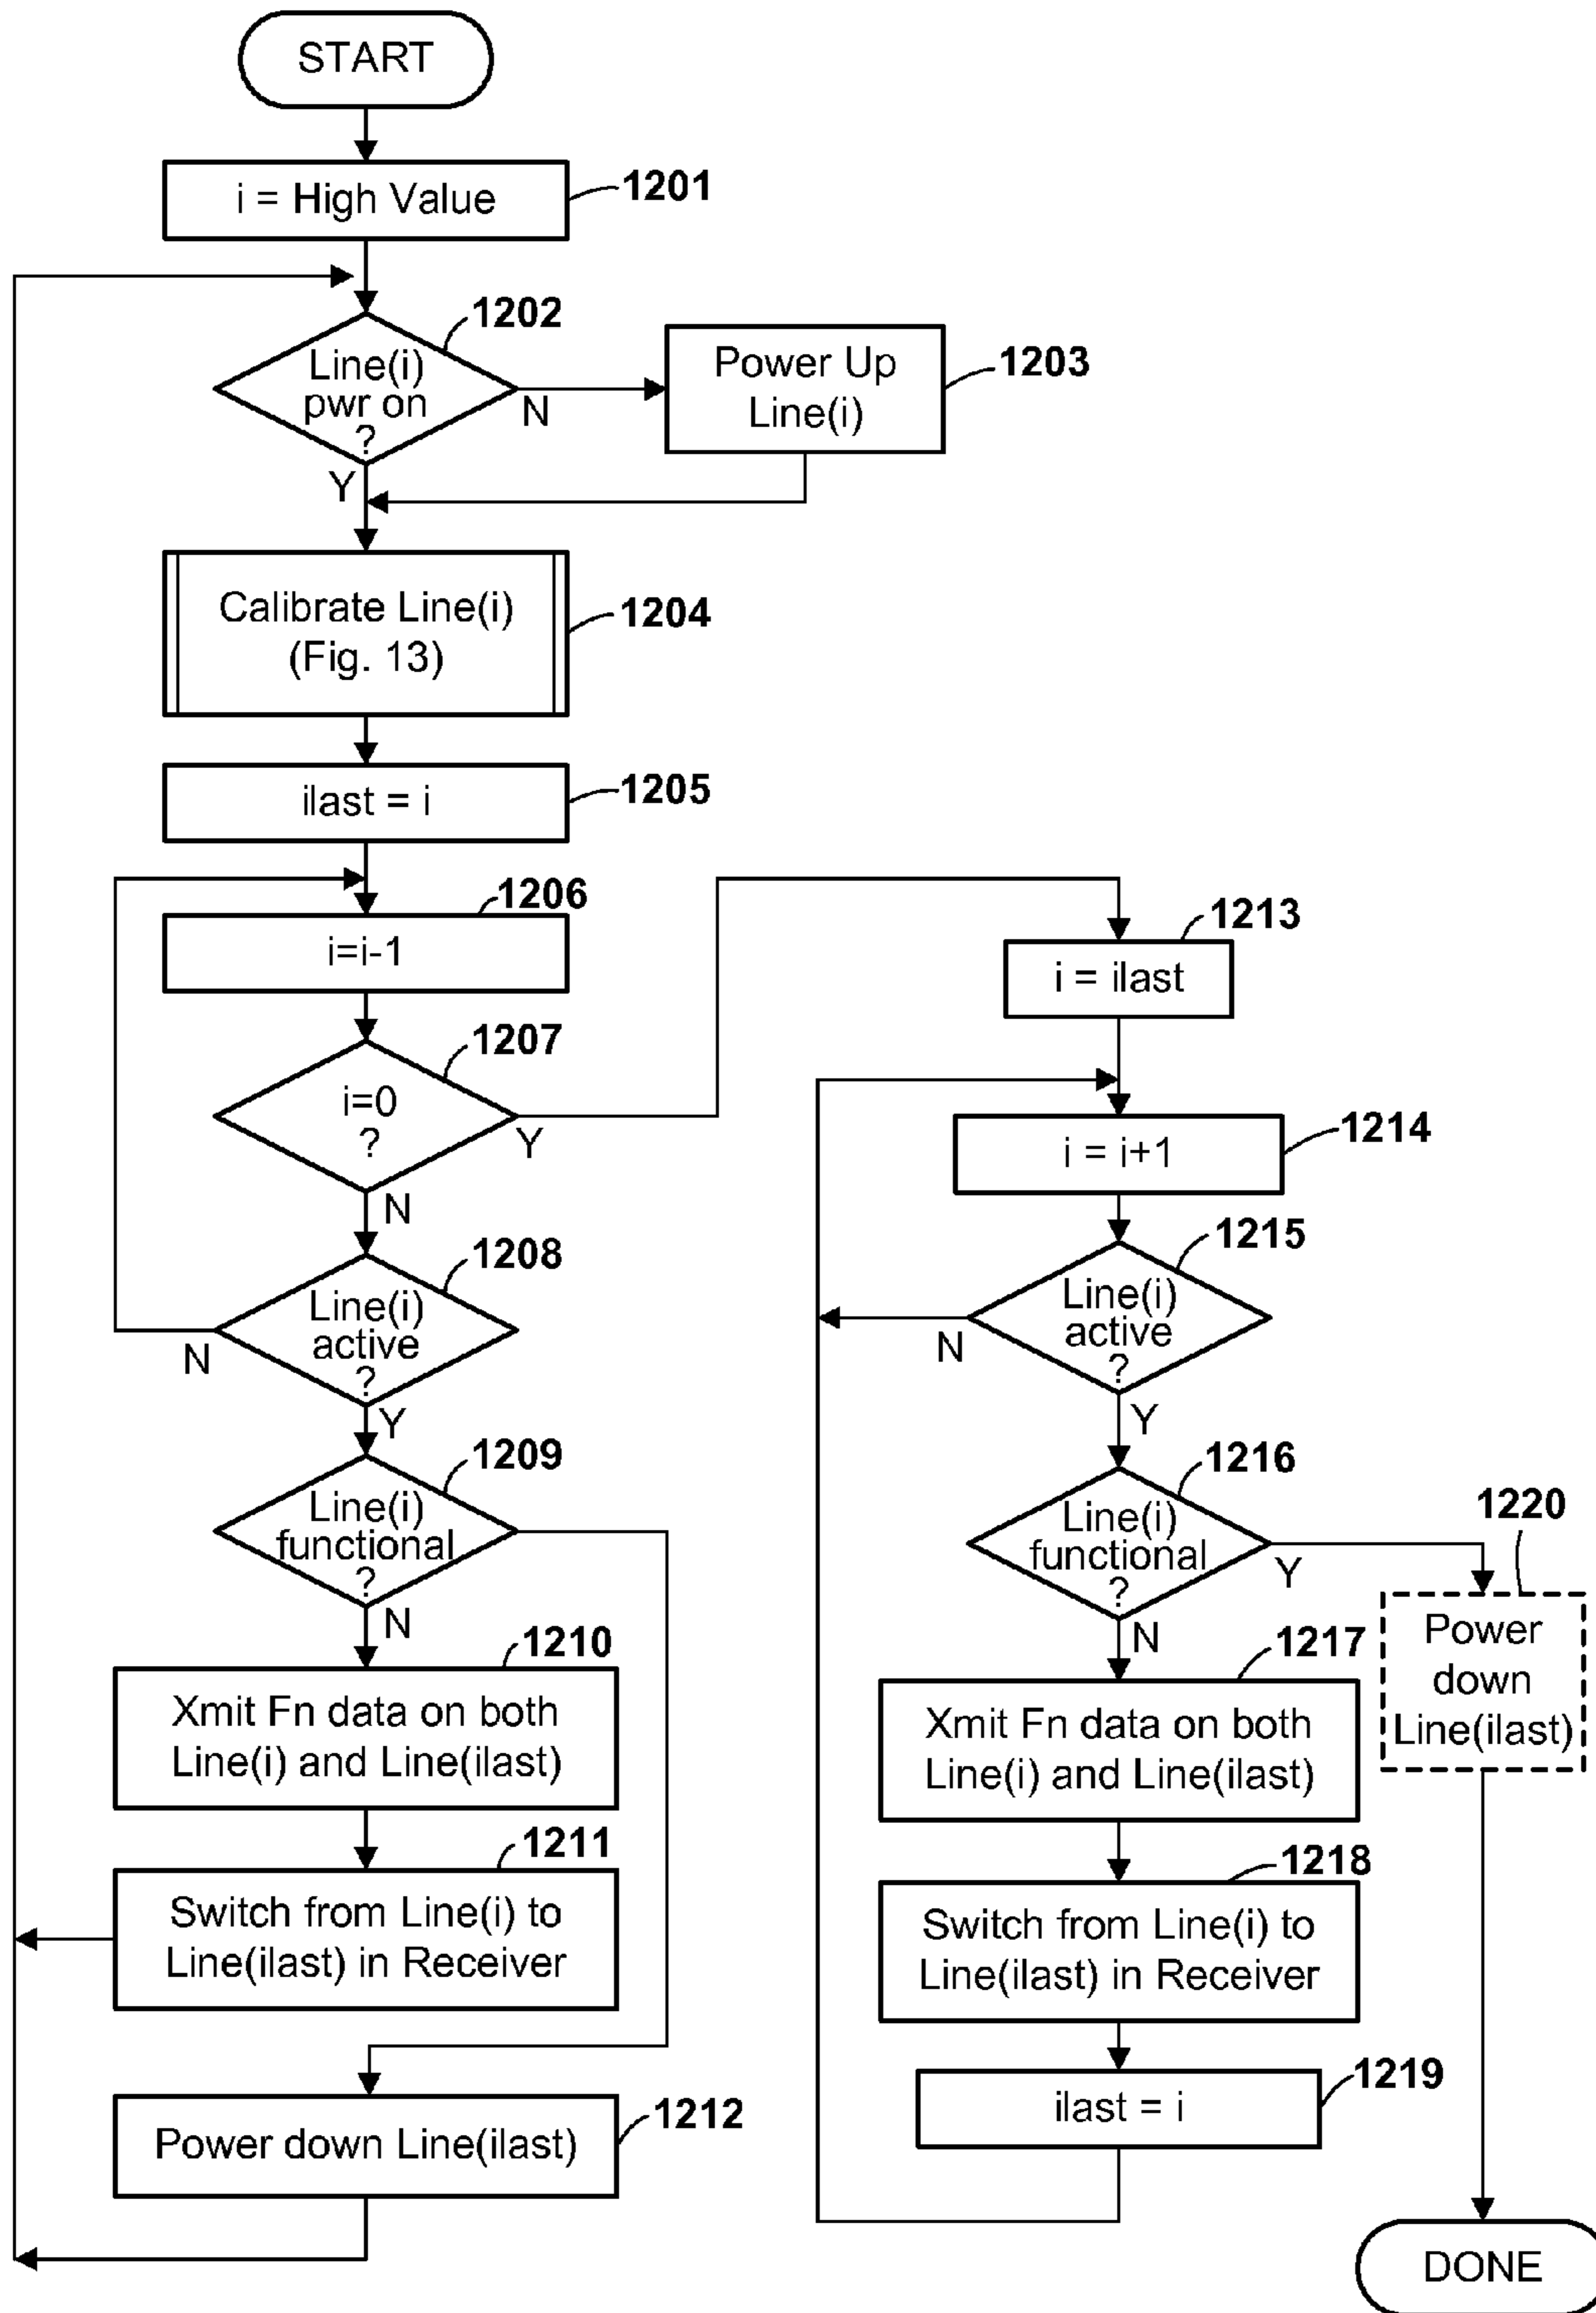 START
i = High Value
1201
1202
Line(i)
pwr on
?
N
Y
Power Up
Line(i)
1203
Calibrate Line(i)
(Fig. 13)
1204
ilast = i
1205
1206
i=i-1
1207
i=0
?
Y
N
1208
Line(i)
active
?
N
Y
1209
Line(i)
functional
?
N
1210
Xmit Fn data on both
Line(i) and Line(ilast)
1211
Switch from Line(i) to
Line(ilast) in Receiver
1212
Power down Line(ilast)
1213
i = ilast
1214
i = i+1
1215
Line(i)
active
?
N
Y
1216
Line(i)
functional
?
Y
N
1217
Xmit Fn data on both
Line(i) and Line(ilast)
1218
Switch from Line(i) to
Line(ilast) in Receiver
1219
ilast = i
1220
Power
down
Line(ilast)
DONE